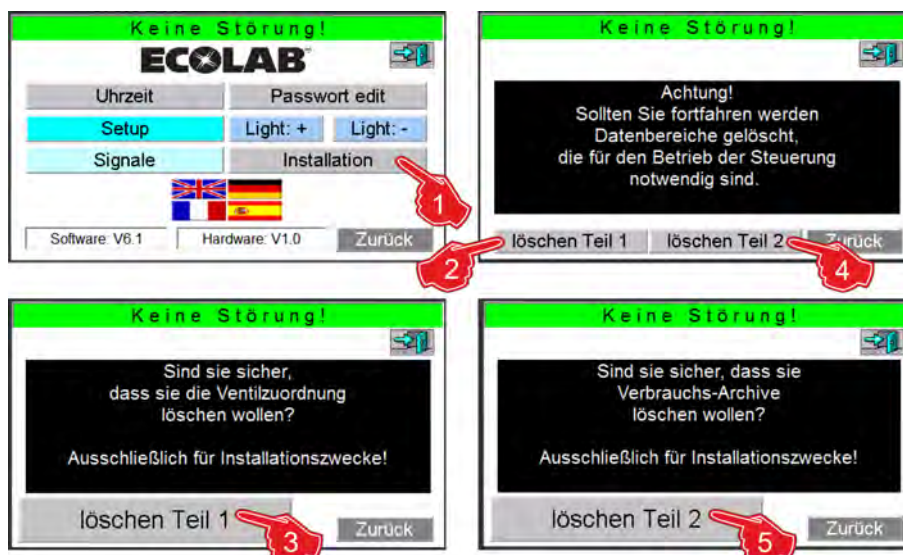 Keine Störung!
ECOLAB®
Uhrzeit
Passwort edit
Setup
Light: +
Light: -
Signale
Installation
1
Software: V6.1
Hardware: V1.0
Zurück
Keine Störung!
Achtung!
Sollten Sie fortfahren werden
Datenbereiche gelöscht,
die für den Betrieb der Steuerung
notwendig sind.
löschen Teil 1
löschen Teil 2
Zurück
2
4
Keine Störung!
Sind sie sicher,
dass sie die Ventilzuordnung
löschen wollen?
Ausschließlich für Installationszwecke!
löschen Teil 1
3
Zurück
Keine Störung!
Sind sie sicher, dass sie
Verbrauchs-Archive
löschen wollen?
Ausschließlich für Installationszwecke!
löschen Teil 2
5
Zurück